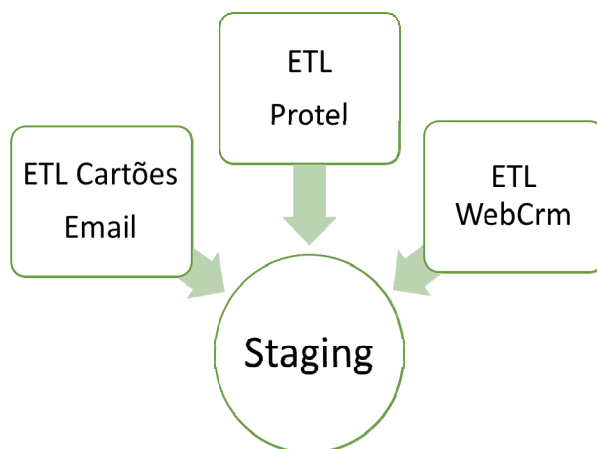 ETL
Protel
ETL Cartões
Email
ETL
WebCrm
Staging